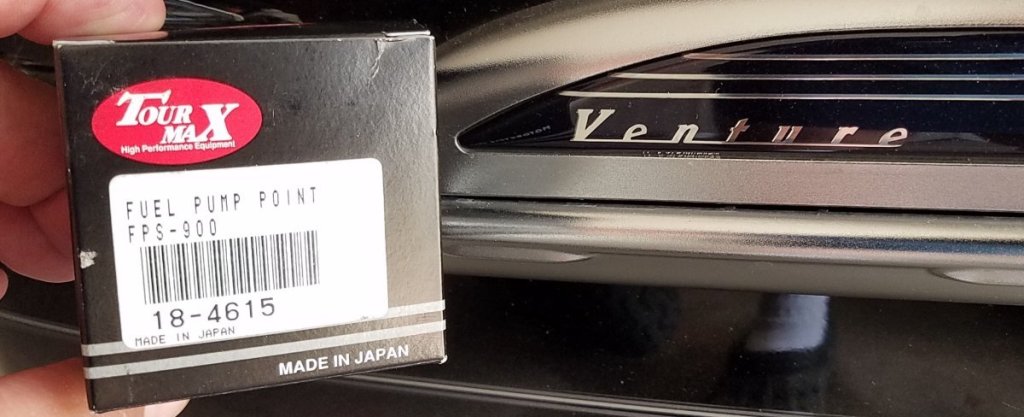 TOUR
MAX
High Performance Equipment
FUEL PUMP POINT
FPS-900
18-4615
MADE IN JAPAN
MADE IN JAPAN
Venture